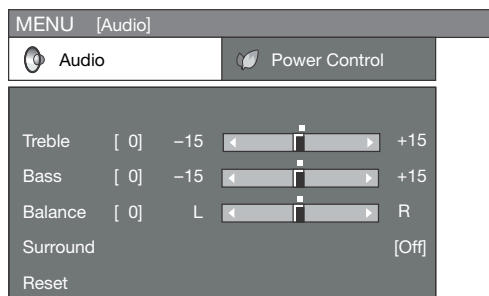 MENU [Audio]
Audio Power Control
Treble [ 0] –15 +15
Bass [ 0] –15 +15
Balance [ 0] L R
Surround [Off]
Reset